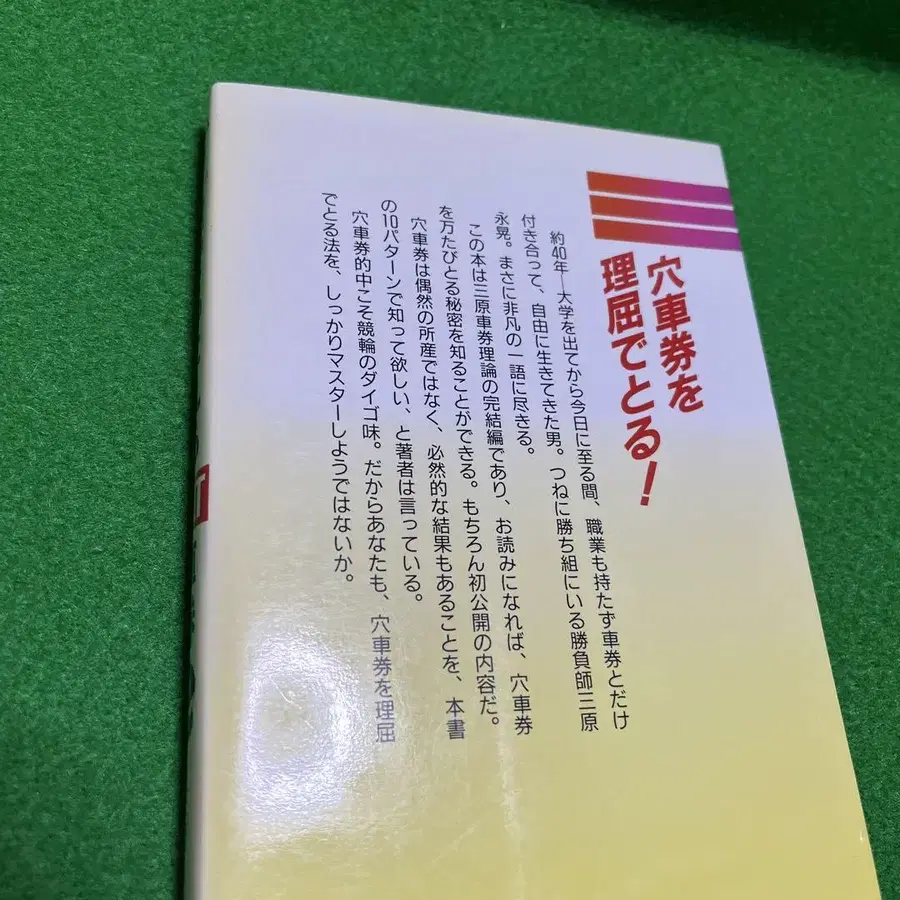 穴車券を
理屈でとる!
約40年―大学を出てから今日に至る間、職業も持たず車券とだけ
付き合って、自由に生きてきた男。つねに勝ち組にいる勝負師三原
永晃。まさに非凡の一語に尽きる。
この本は三原車券理論の完結編であり、お読みになれば、穴車券
を万たびとる秘密を知ることができる。もちろん初公開の内容だ。
穴車券は偶然の所産ではなく、必然的な結果もあることを、本書
の10パターンで知って欲しい、と著者は言っている。
穴車券的中こそ競輪のダイゴ味。だからあなたも、穴車券を理屈
でとる法を、しっかりマスターしようではないか。